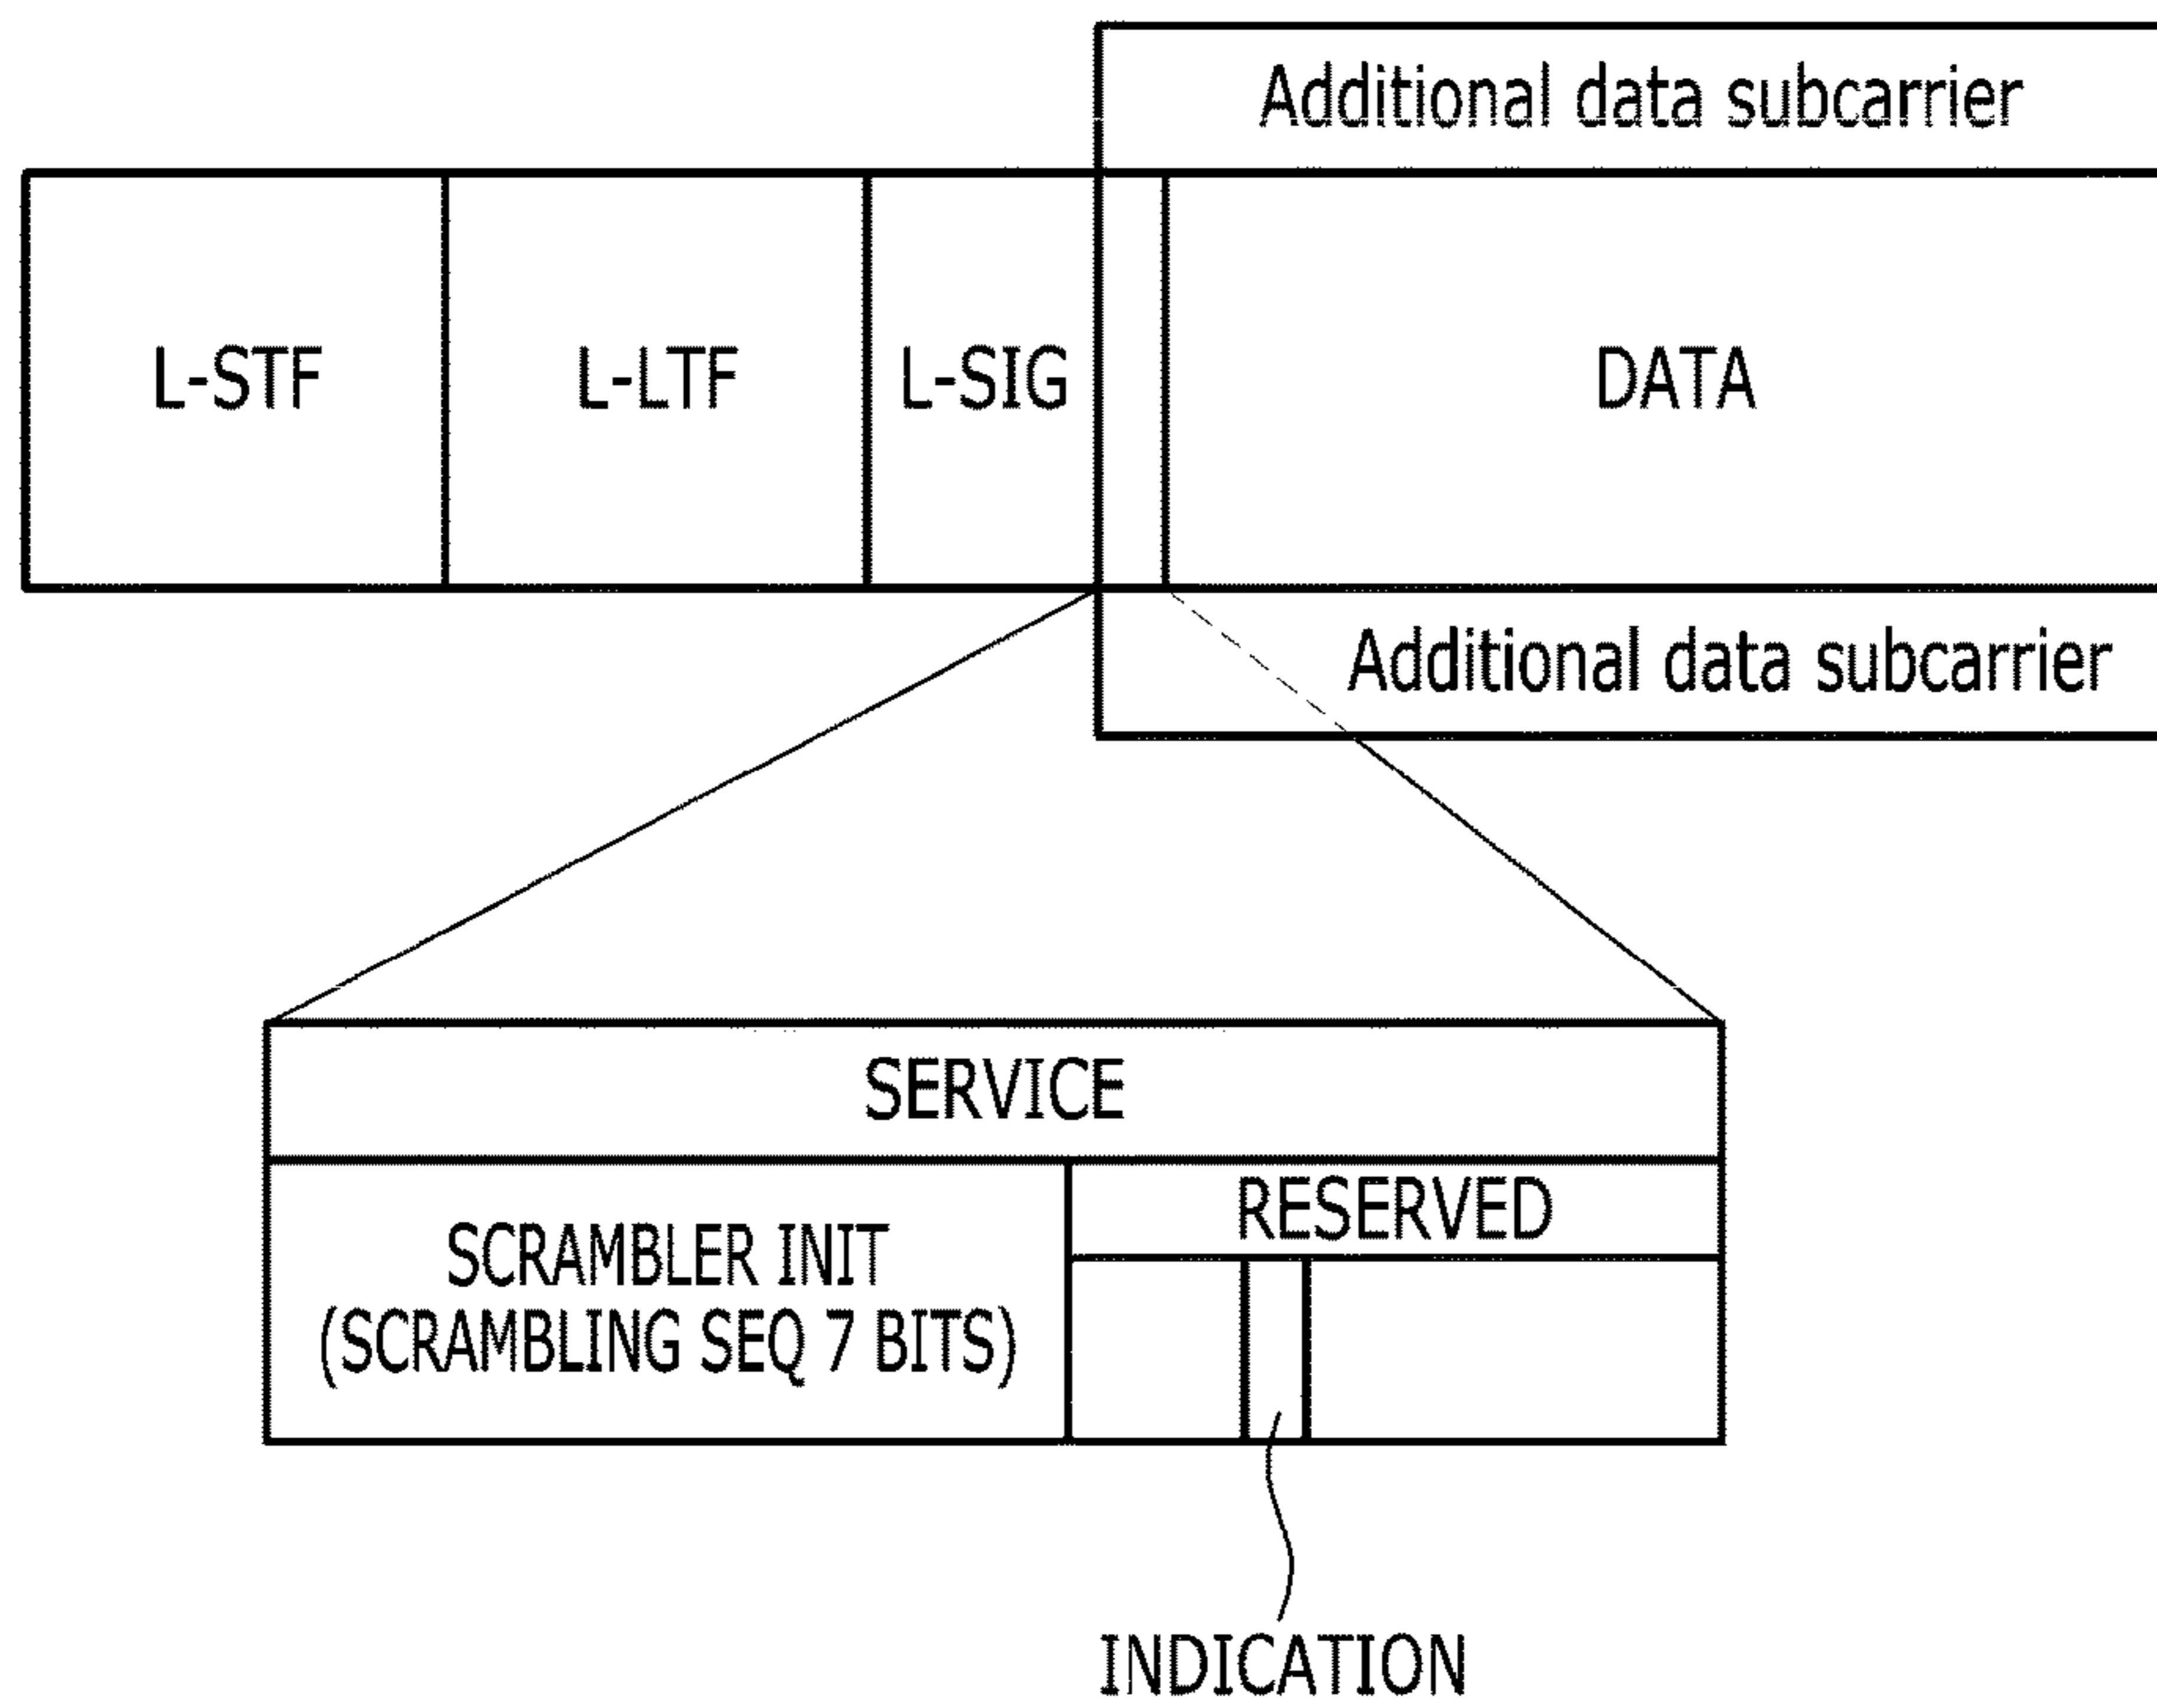 Additional data subcarrier
L-STF
L-LTF
L-SIG
DATA
Additional data subcarrier
SERVICE
SCRAMBLER INIT
(SCRAMBLING SEQ 7 BITS)
RESERVED
INDICATION